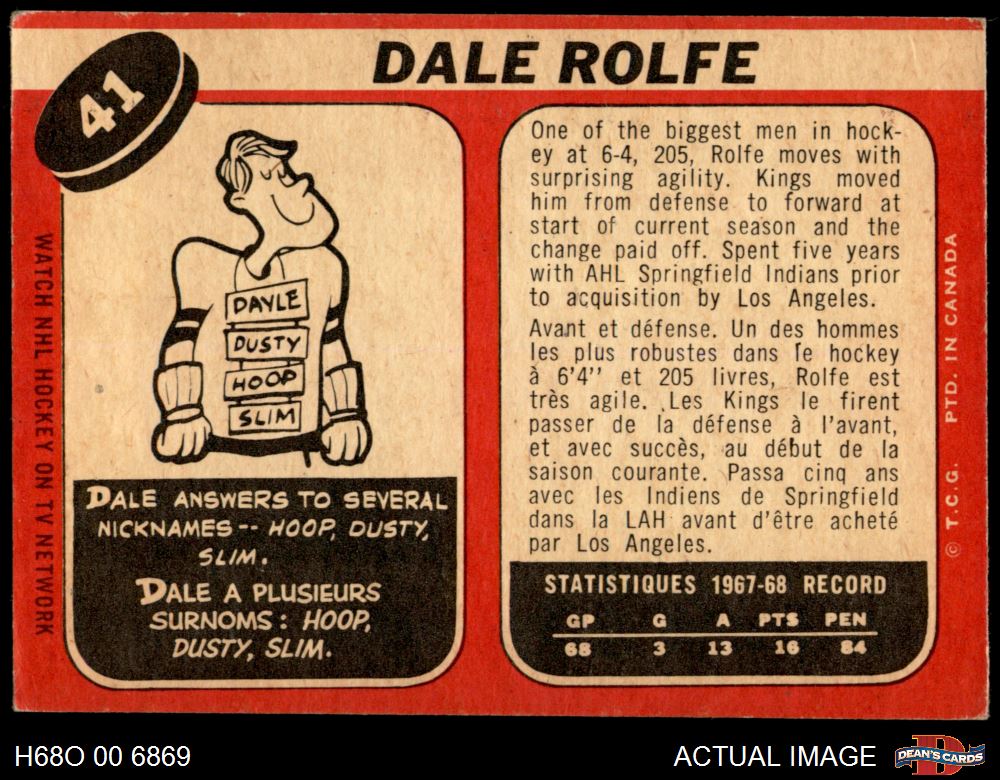 41
DALE ROLFE
WATCH NHL HOCKEY ON TV NETWORK
DAYLE
DUSTY
HOOP
SLIM
DALE ANSWERS TO SEVERAL
NICKNAMES -- HOOP, DUSTY,
SLIM.
DALE A PLUSIEURS
SURNOMS : HOOP,
DUSTY, SLIM.
One of the biggest men in hock-
ey at 6-4, 205, Rolfe moves with
surprising agility. Kings moved
him from defense to forward at
start of current season and the
change paid off. Spent five years
with AHL Springfield Indians prior
to acquisition by Los Angeles.
Avant et défense. Un des hommes
les plus robustes dans le hockey
à 6'4'' et 205 livres, Rolfe est
très agile. Les Kings le firent
passer de la défense à l'avant,
et avec succès, au début de la
saison courante. Passa cinq ans
avec les Indiens de Springfield
dans la LAH avant d'être acheté
par Los Angeles.
STATISTIQUES 1967-68 RECORD
GP G A PTS PEN
68 3 13 16 84
© T.C.G. PTD. IN CANADA
H68O 00 6869
ACTUAL IMAGE
D
DEAN'S CARDS